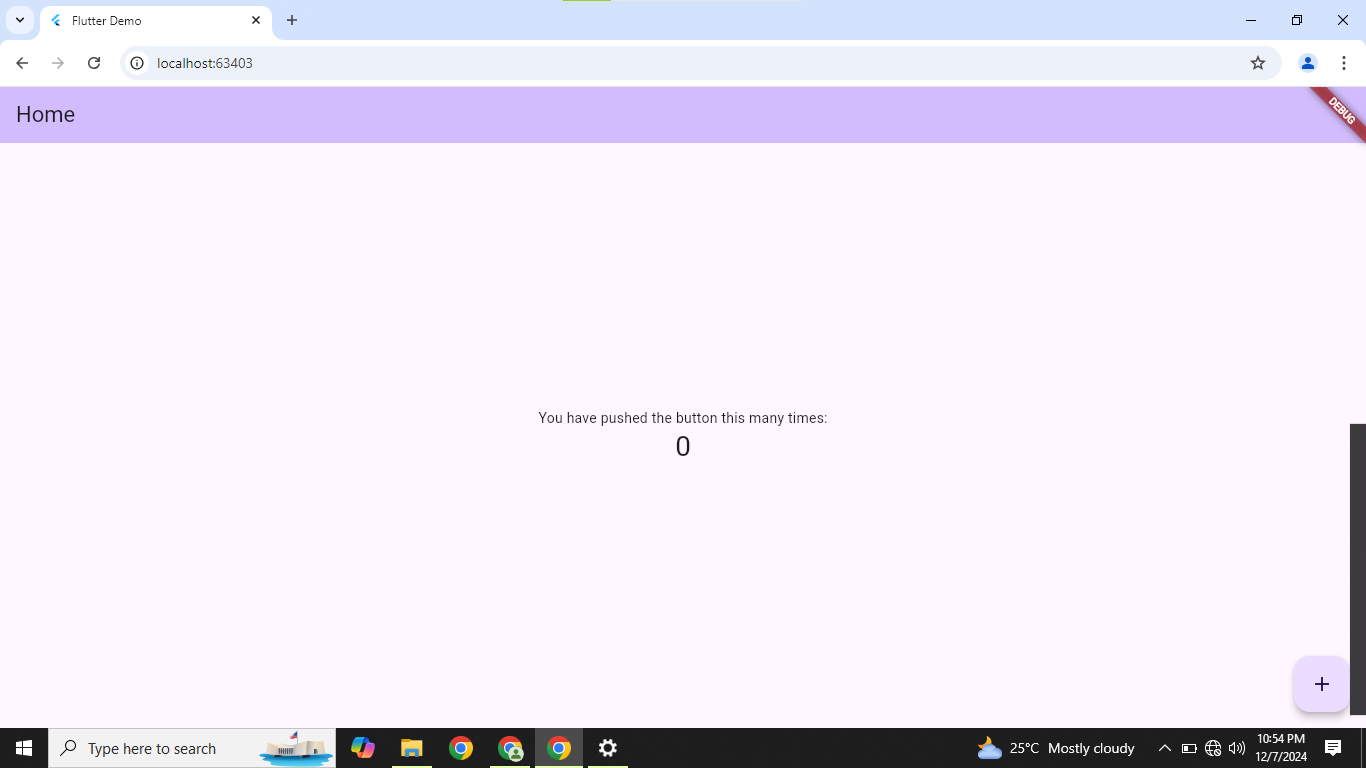 Flutter Demo
localhost:63403
Home
DEBUG
You have pushed the button this many times:
0
Type here to search
25°C Mostly cloudy
10:54 PM
12/7/2024